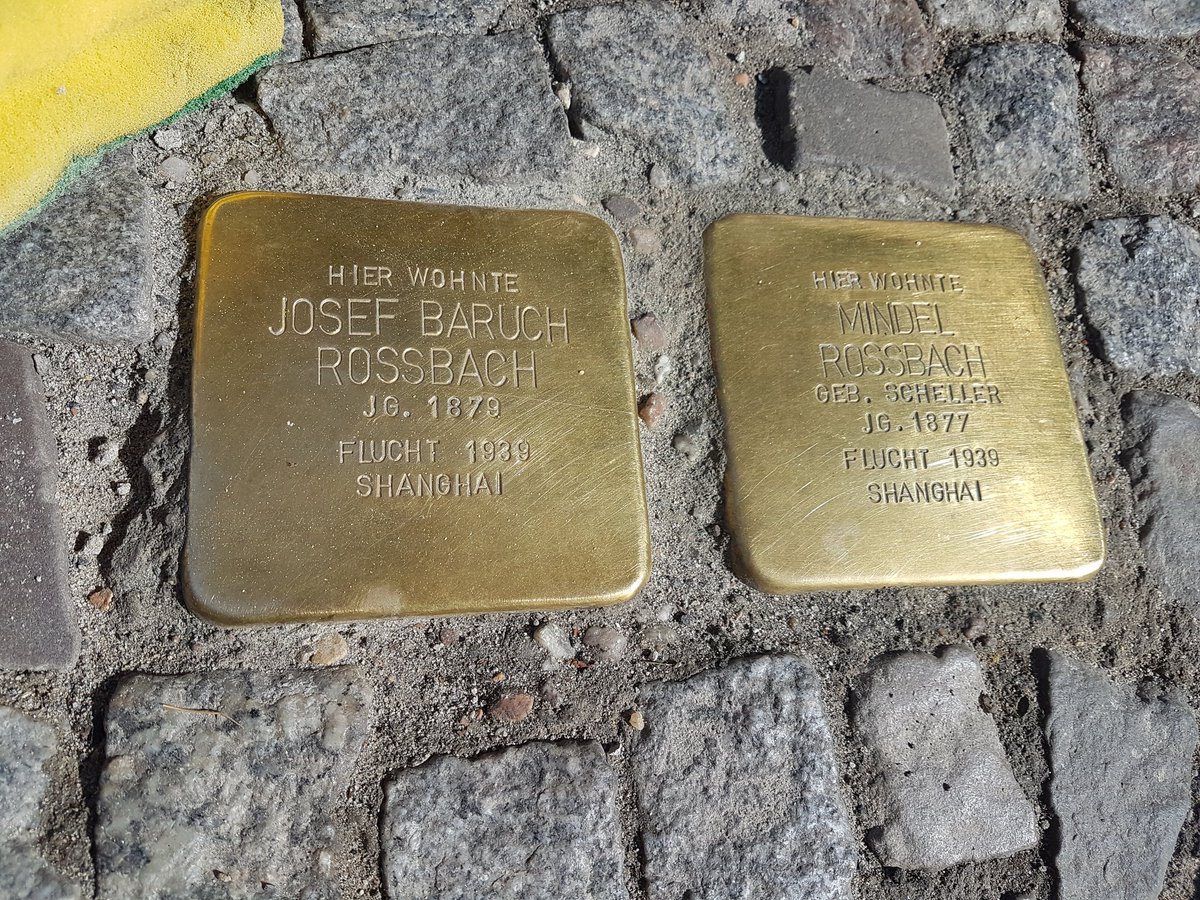 HIER WOHNTE
JOSEF BARUCH
ROSSBACH
JG. 1879
FLUCHT 1939
SHANGHAI
HIER WOHNTE
MINDEL
ROSSBACH
GEB. SCHELLER
JG. 1877
FLUCHT 1939
SHANGHAI